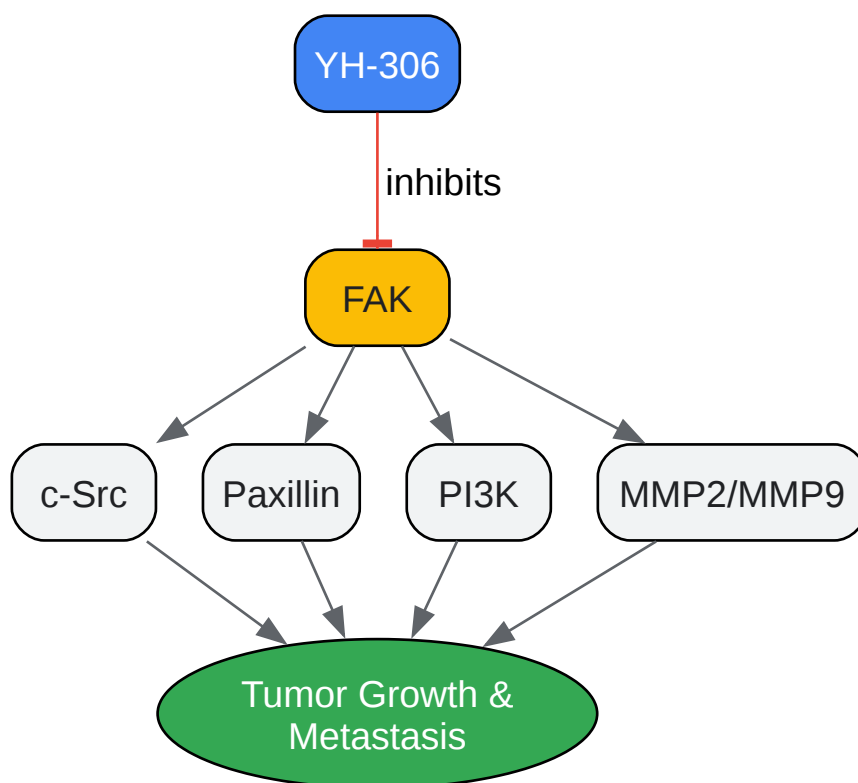 YH-306
inhibits
FAK
c-Src
Paxillin
PI3K
MMP2/MMP9
Tumor Growth &
Metastasis